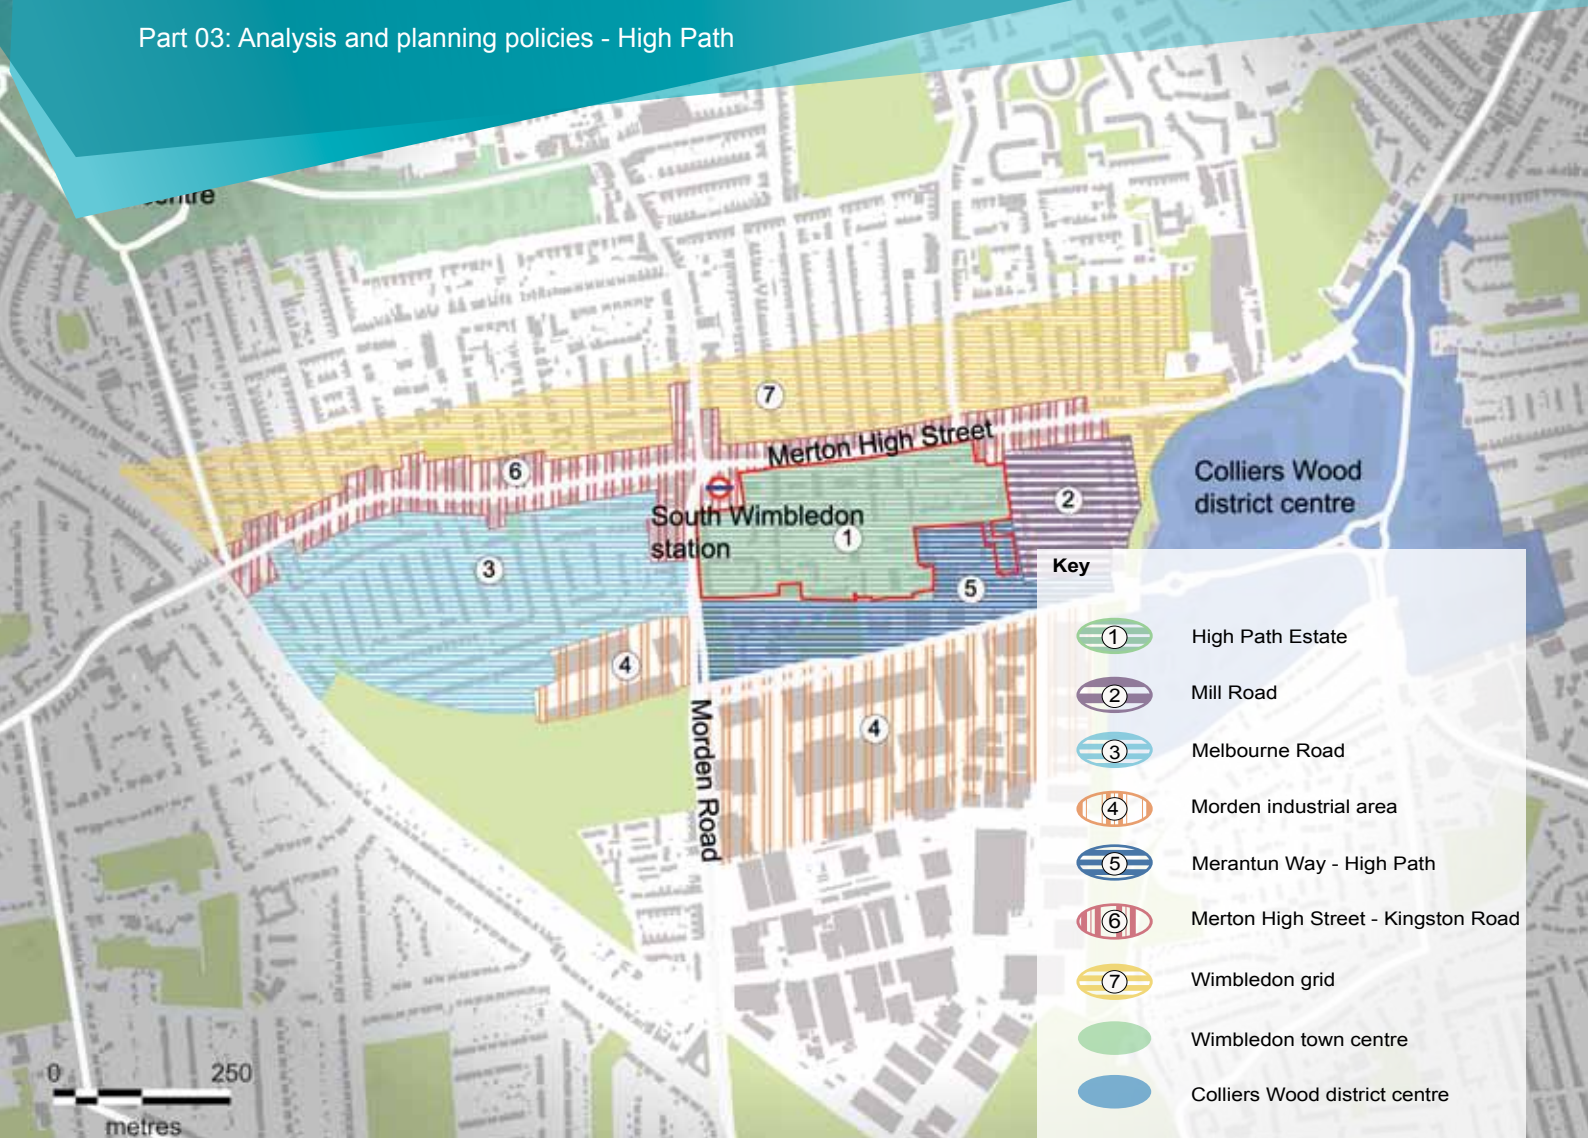 Part 03: Analysis and planning policies - High Path
7
Merton High Street
6
Colliers Wood
district centre
2
South Wimbledon
station
1
3
5
4
4
Morden Road
Key
1 High Path Estate
2 Mill Road
3 Melbourne Road
4 Morden industrial area
5 Merantun Way - High Path
6 Merton High Street - Kingston Road
7 Wimbledon grid
Wimbledon town centre
Colliers Wood district centre
0 250
metres